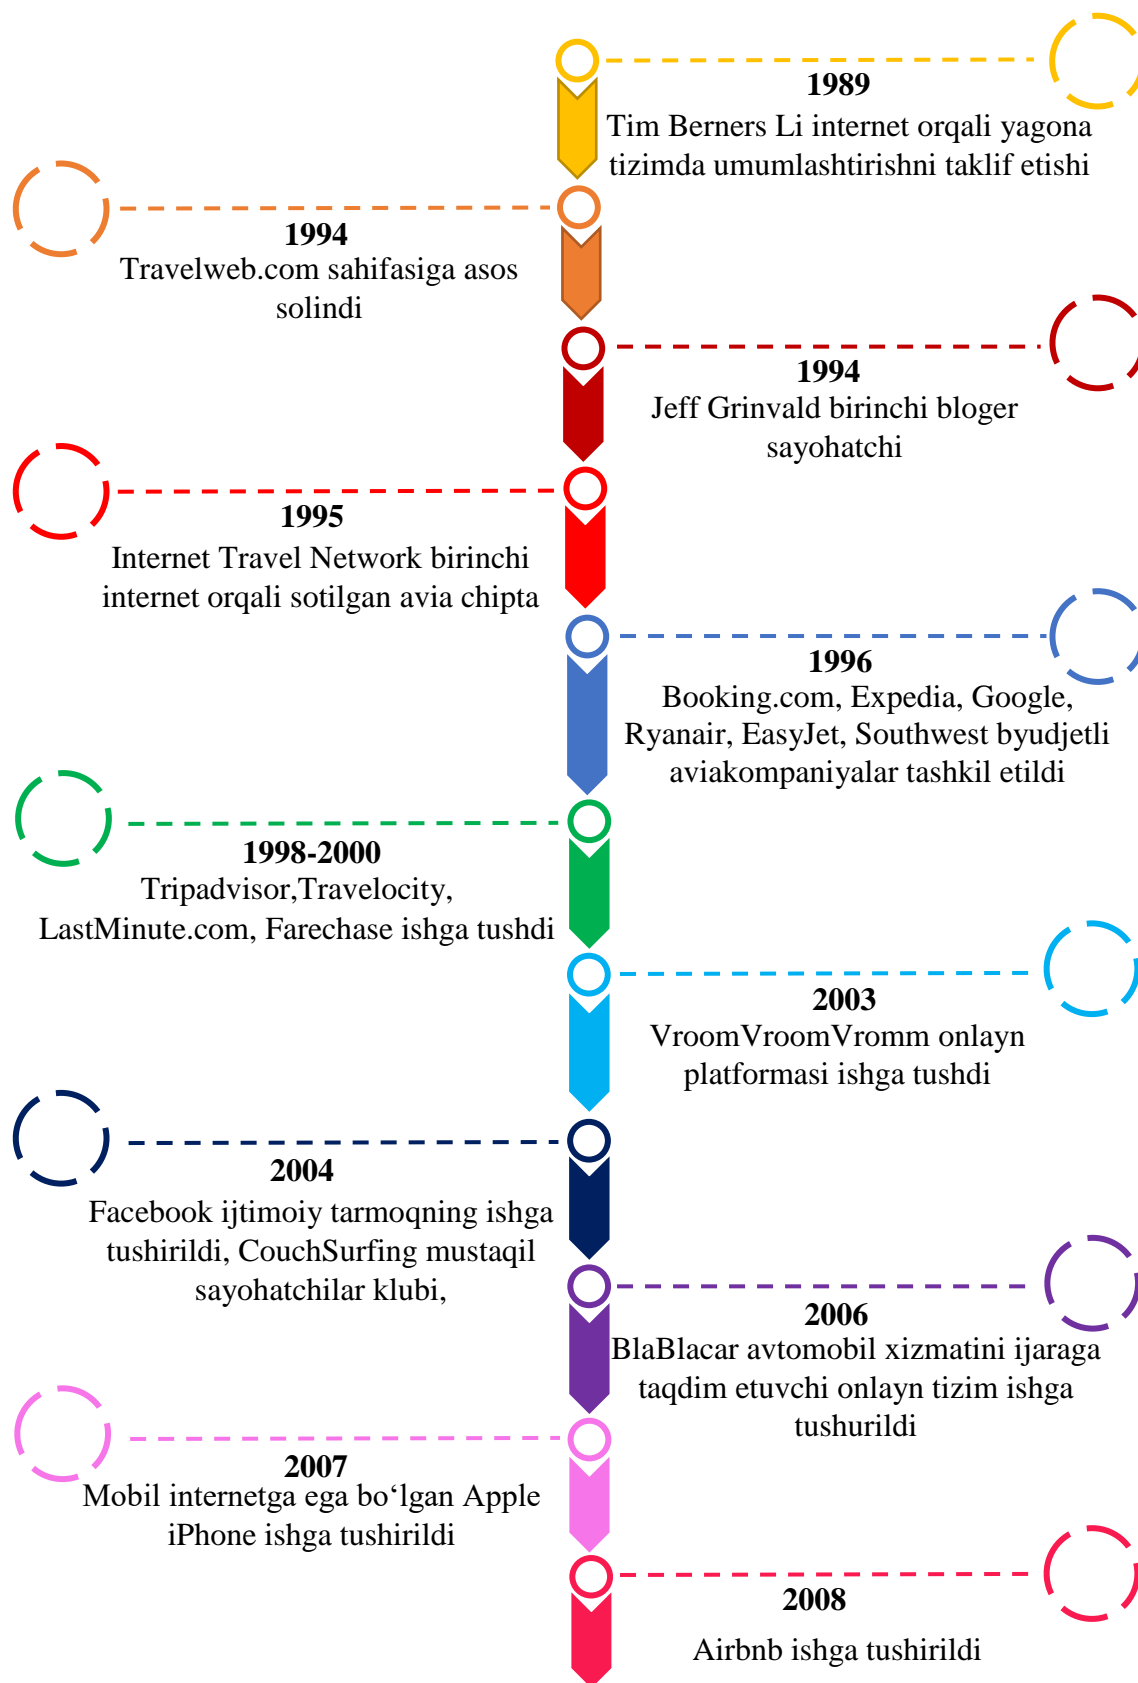 1989
Tim Berners Li internet orqali yagona
tizimda umumlashtirishni taklif etishi
1994
Travelweb.com sahifasiga asos
solindi
1994
Jeff Grinvald birinchi bloger
sayohatchi
1995
Internet Travel Network birinchi
internet orqali sotilgan avia chipta
1996
Booking.com, Expedia, Google,
Ryanair, EasyJet, Southwest byudjetli
aviakompaniyalar tashkil etildi
1998-2000
Tripadvisor,Travelocity,
LastMinute.com, Farechase ishga tushdi
2003
VroomVroomVromm onlayn
platformasi ishga tushdi
2004
Facebook ijtimoiy tarmoqning ishga
tushirildi, CouchSurfing mustaqil
sayohatchilar klubi,
2006
BlaBlacar avtomobil xizmatini ijaraga
taqdim etuvchi onlayn tizim ishga
tushurildi
2007
Mobil internetga ega bo‘lgan Apple
iPhone ishga tushirildi
2008
Airbnb ishga tushirildi